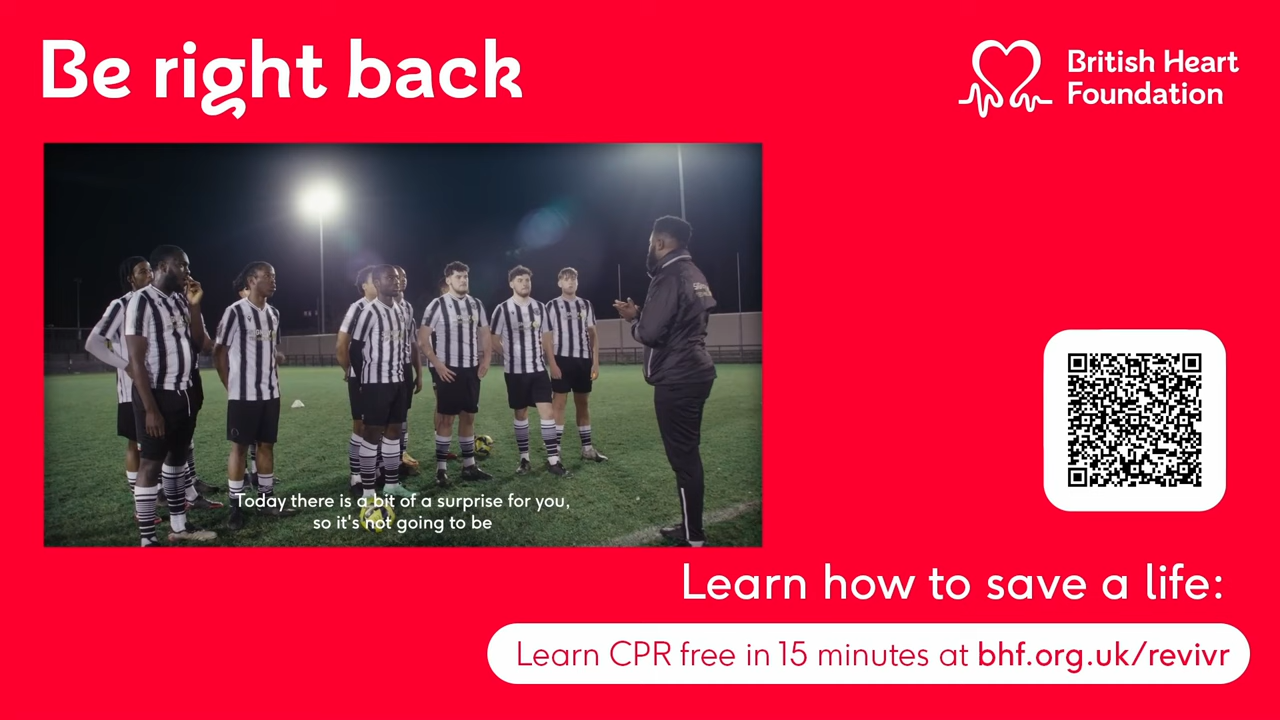 Be right back
British Heart
Foundation
Today there is a bit of a surprise for you,
so it's not going to be
Learn how to save a life:
Learn CPR free in 15 minutes at bhf.org.uk/revivr